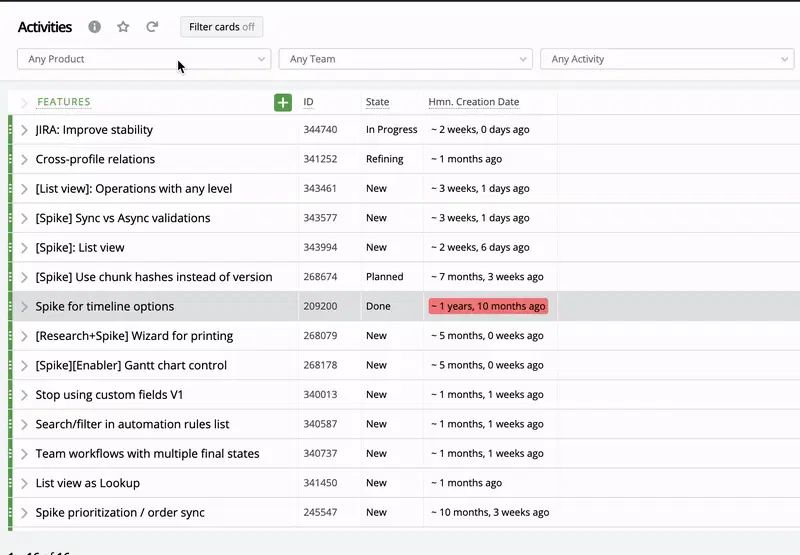 Activities Filter cards off
Any Product Any Team Any Activity
FEATURES ID State Hmn. Creation Date
JIRA: Improve stability 344740 In Progress ~ 2 weeks, 0 days ago
Cross-profile relations 341252 Refining ~ 1 months ago
[List view]: Operations with any level 343461 New ~ 3 weeks, 1 days ago
[Spike] Sync vs Async validations 343577 New ~ 3 weeks, 1 days ago
[Spike]: List view 343994 New ~ 2 weeks, 6 days ago
[Spike] Use chunk hashes instead of version 268674 Planned ~ 7 months, 3 weeks ago
Spike for timeline options 209200 Done ~ 1 years, 10 months ago
[Research+Spike] Wizard for printing 268079 New ~ 5 months, 0 weeks ago
[Spike][Enabler] Gantt chart control 268178 New ~ 5 months, 0 weeks ago
Stop using custom fields V1 340013 New ~ 1 months, 1 weeks ago
Search/filter in automation rules list 340587 New ~ 1 months, 1 weeks ago
Team workflows with multiple final states 340737 New ~ 1 months, 1 weeks ago
List view as Lookup 341450 New ~ 1 months ago
Spike prioritization / order sync 245547 New ~ 10 months, 3 weeks ago